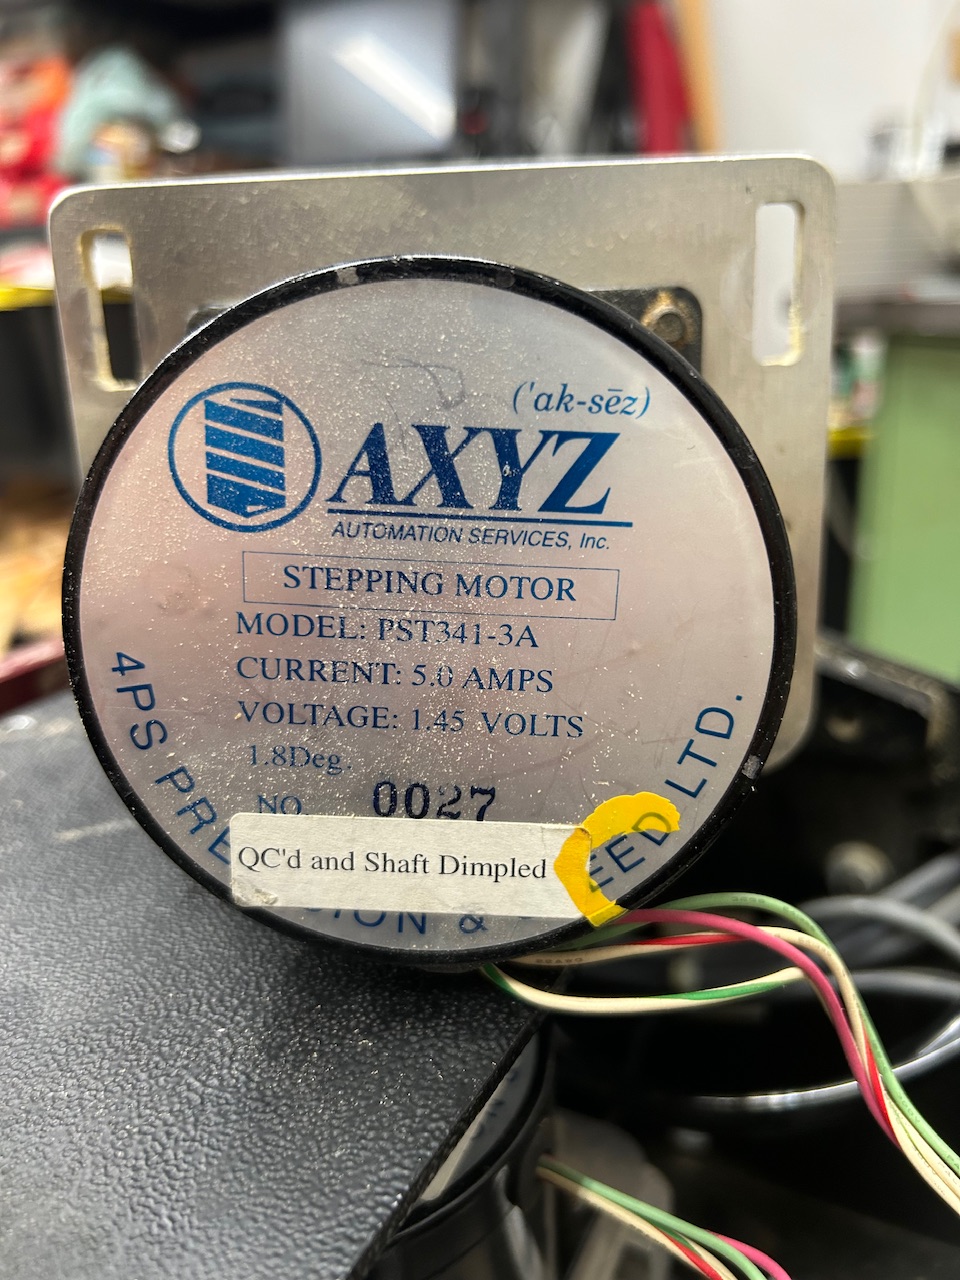 ('ak-sēz)
AXYZ
AUTOMATION SERVICES, Inc.
STEPPING MOTOR
MODEL: PST341-3A
CURRENT: 5.0 AMPS
VOLTAGE: 1.45 VOLTS
1.8Deg.
NO. 0027
QC'd and Shaft Dimpled
4PS PRE ION & EED LTD.